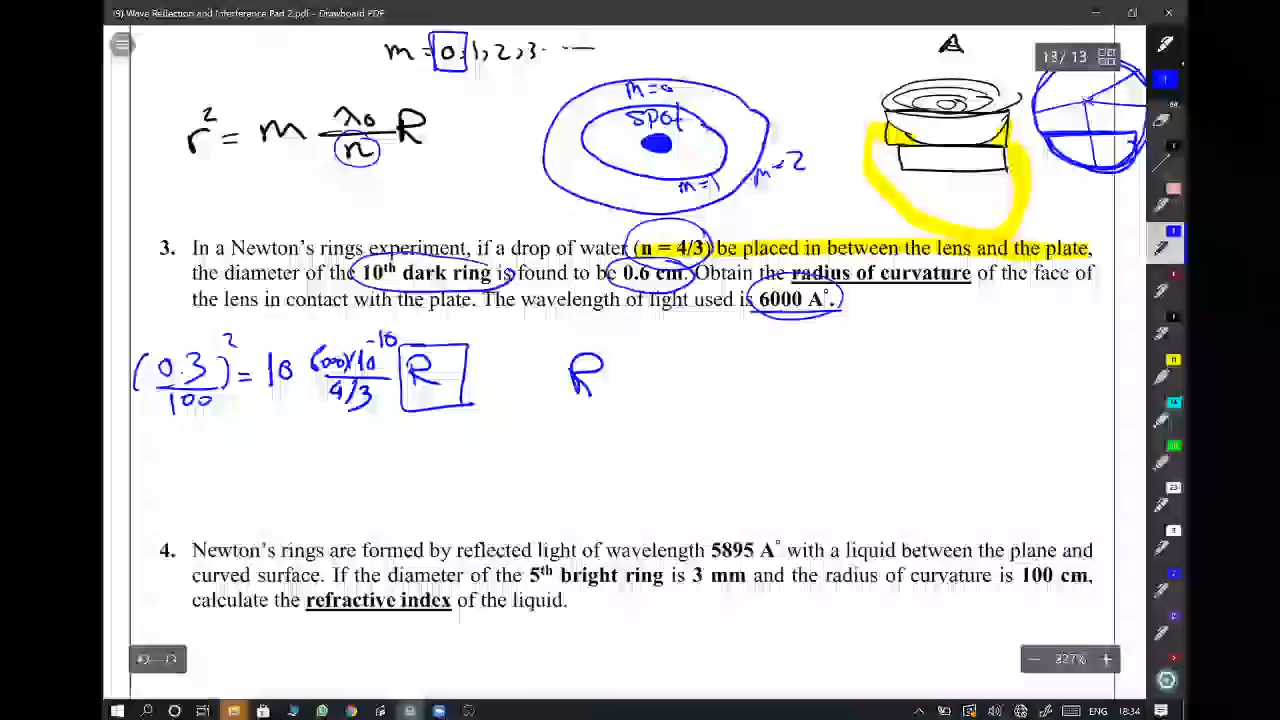 (9) Wave Reflection and Interference Part 2.pdf - Drawboard PDF
m = 0, 1, 2, 3 ----
A
13 / 13
r² = m λ₀/n R
m=0
spot
m=1
m=2
3. In a Newton's rings experiment, if a drop of water (n = 4/3) be placed in between the lens and the plate,
the diameter of the 10th dark ring is found to be 0.6 cm. Obtain the radius of curvature of the face of
the lens in contact with the plate. The wavelength of light used is 6000 A°.
(0.3/100)² = 10 6000×10⁻¹⁰/4/3 R
R
4. Newton's rings are formed by reflected light of wavelength 5895 A° with a liquid between the plane and
curved surface. If the diameter of the 5th bright ring is 3 mm and the radius of curvature is 100 cm,
calculate the refractive index of the liquid.
327%
ENG 18:34